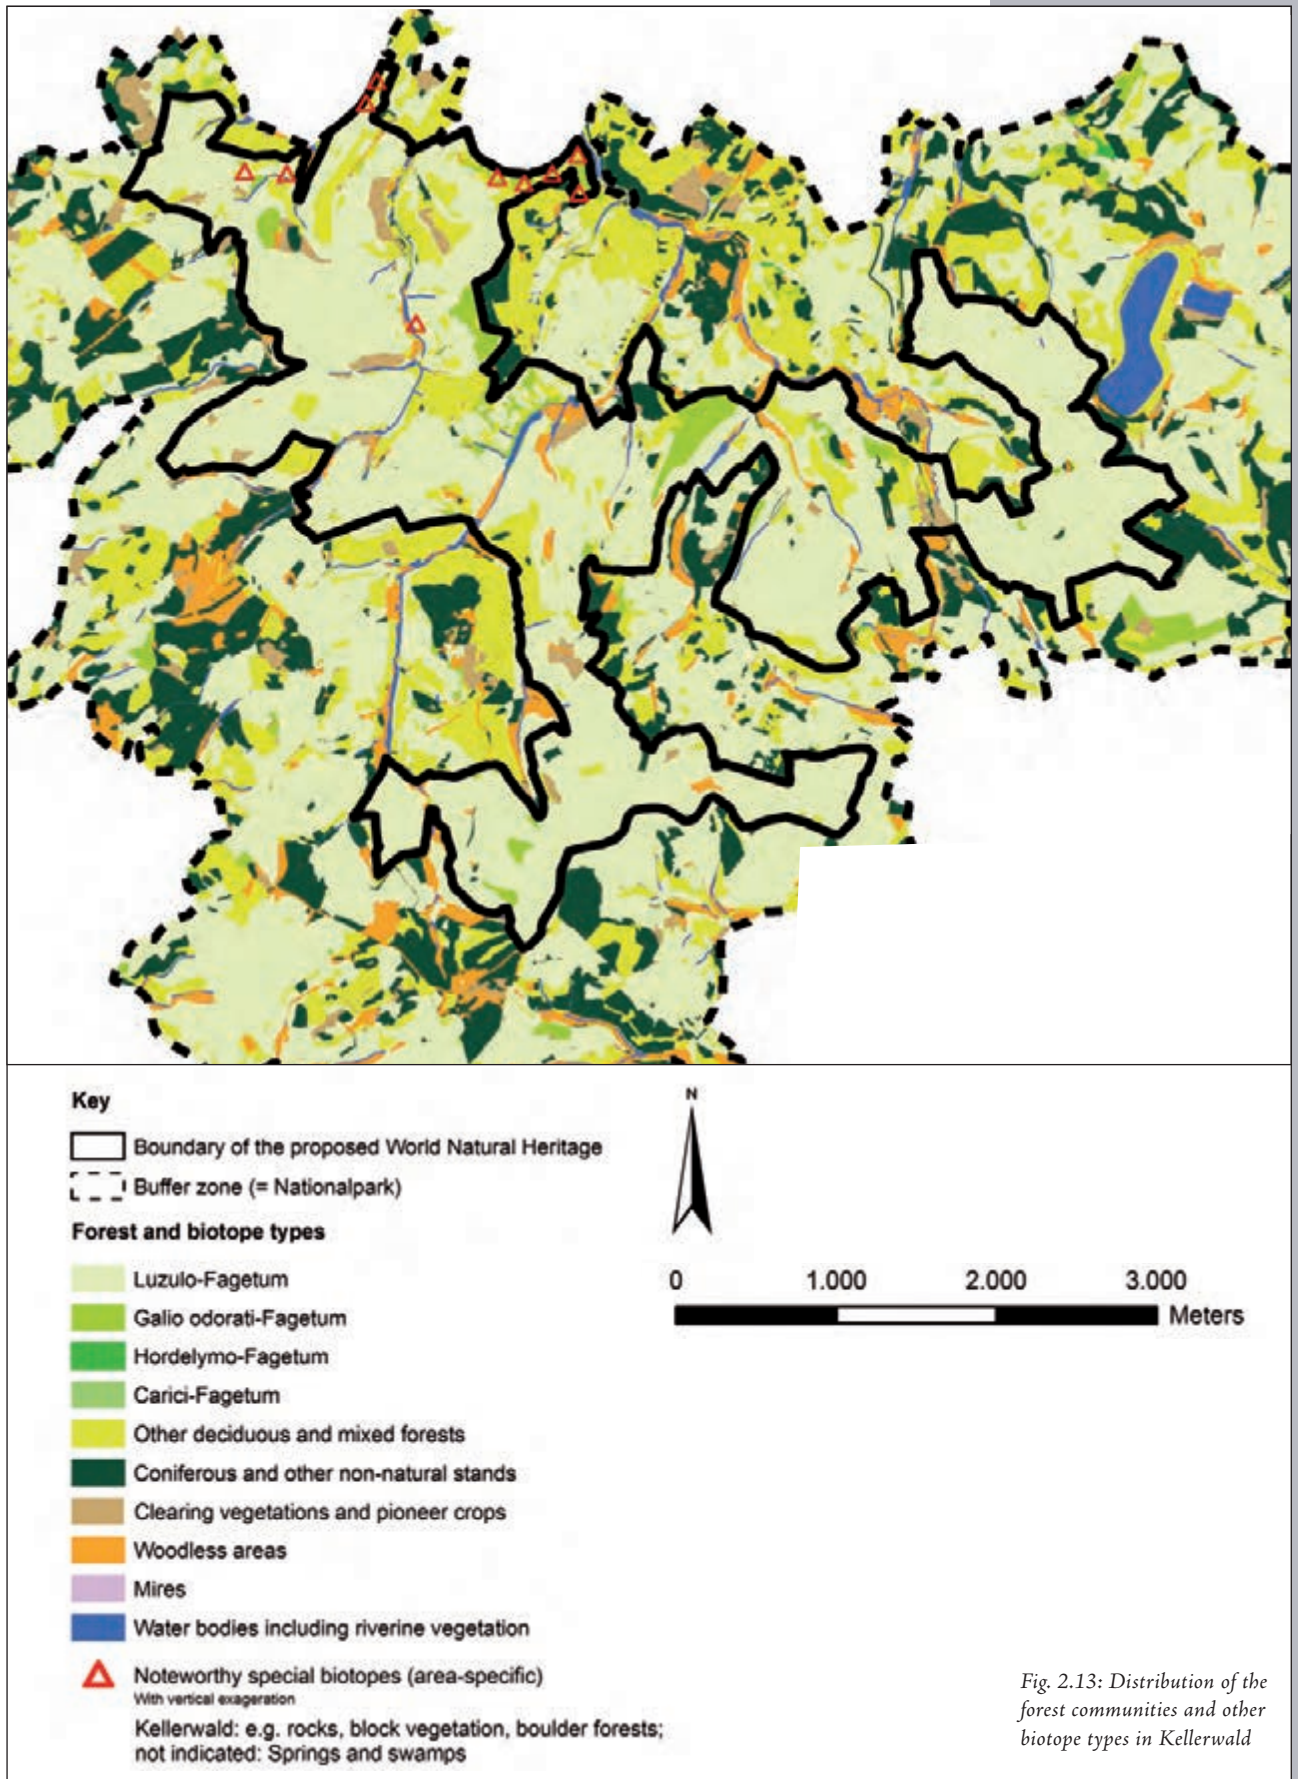 Key
Boundary of the proposed World Natural Heritage
Buffer zone (= Nationalpark)
Forest and biotope types
Luzulo-Fagetum
Galio odorati-Fagetum
Hordelymo-Fagetum
Carici-Fagetum
Other deciduous and mixed forests
Coniferous and other non-natural stands
Clearing vegetations and pioneer crops
Woodless areas
Mires
Water bodies including riverine vegetation
Noteworthy special biotopes (area-specific)
With vertical exageration
Kellerwald: e.g. rocks, block vegetation, boulder forests;
not indicated: Springs and swamps
N
0 1.000 2.000 3.000
Meters
Fig. 2.13: Distribution of the
forest communities and other
biotope types in Kellerwald